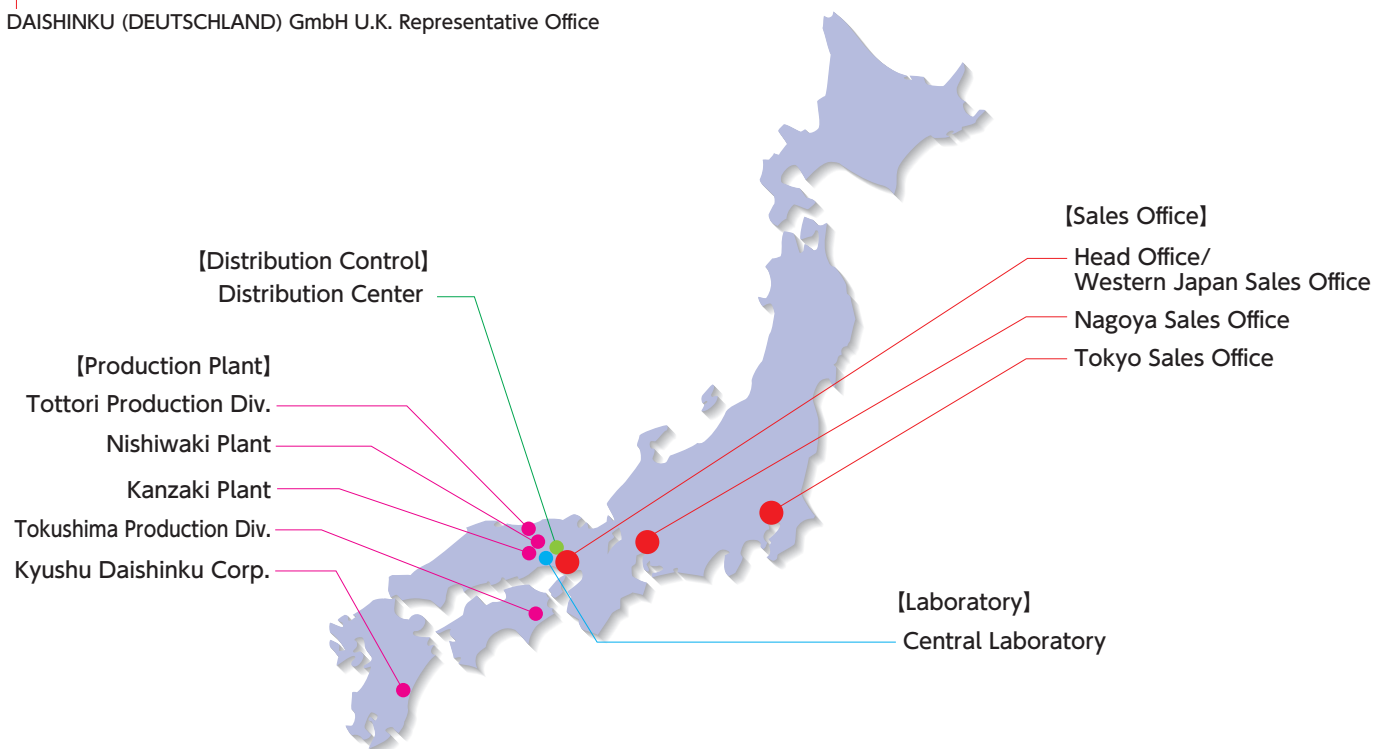 DAISHINKU (DEUTSCHLAND) GmbH U.K. Representative Office
【Distribution Control】
Distribution Center
【Production Plant】
Tottori Production Div.
Nishiwaki Plant
Kanzaki Plant
Tokushima Production Div.
Kyushu Daishinku Corp.
【Sales Office】
Head Office/
Western Japan Sales Office
Nagoya Sales Office
Tokyo Sales Office
【Laboratory】
Central Laboratory